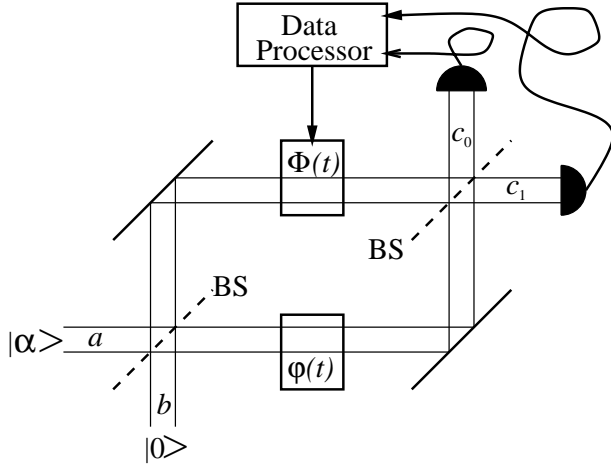 Data
Processor
Φ(t)
c₀
c₁
BS
BS
|α>
a
φ(t)
b
|0>